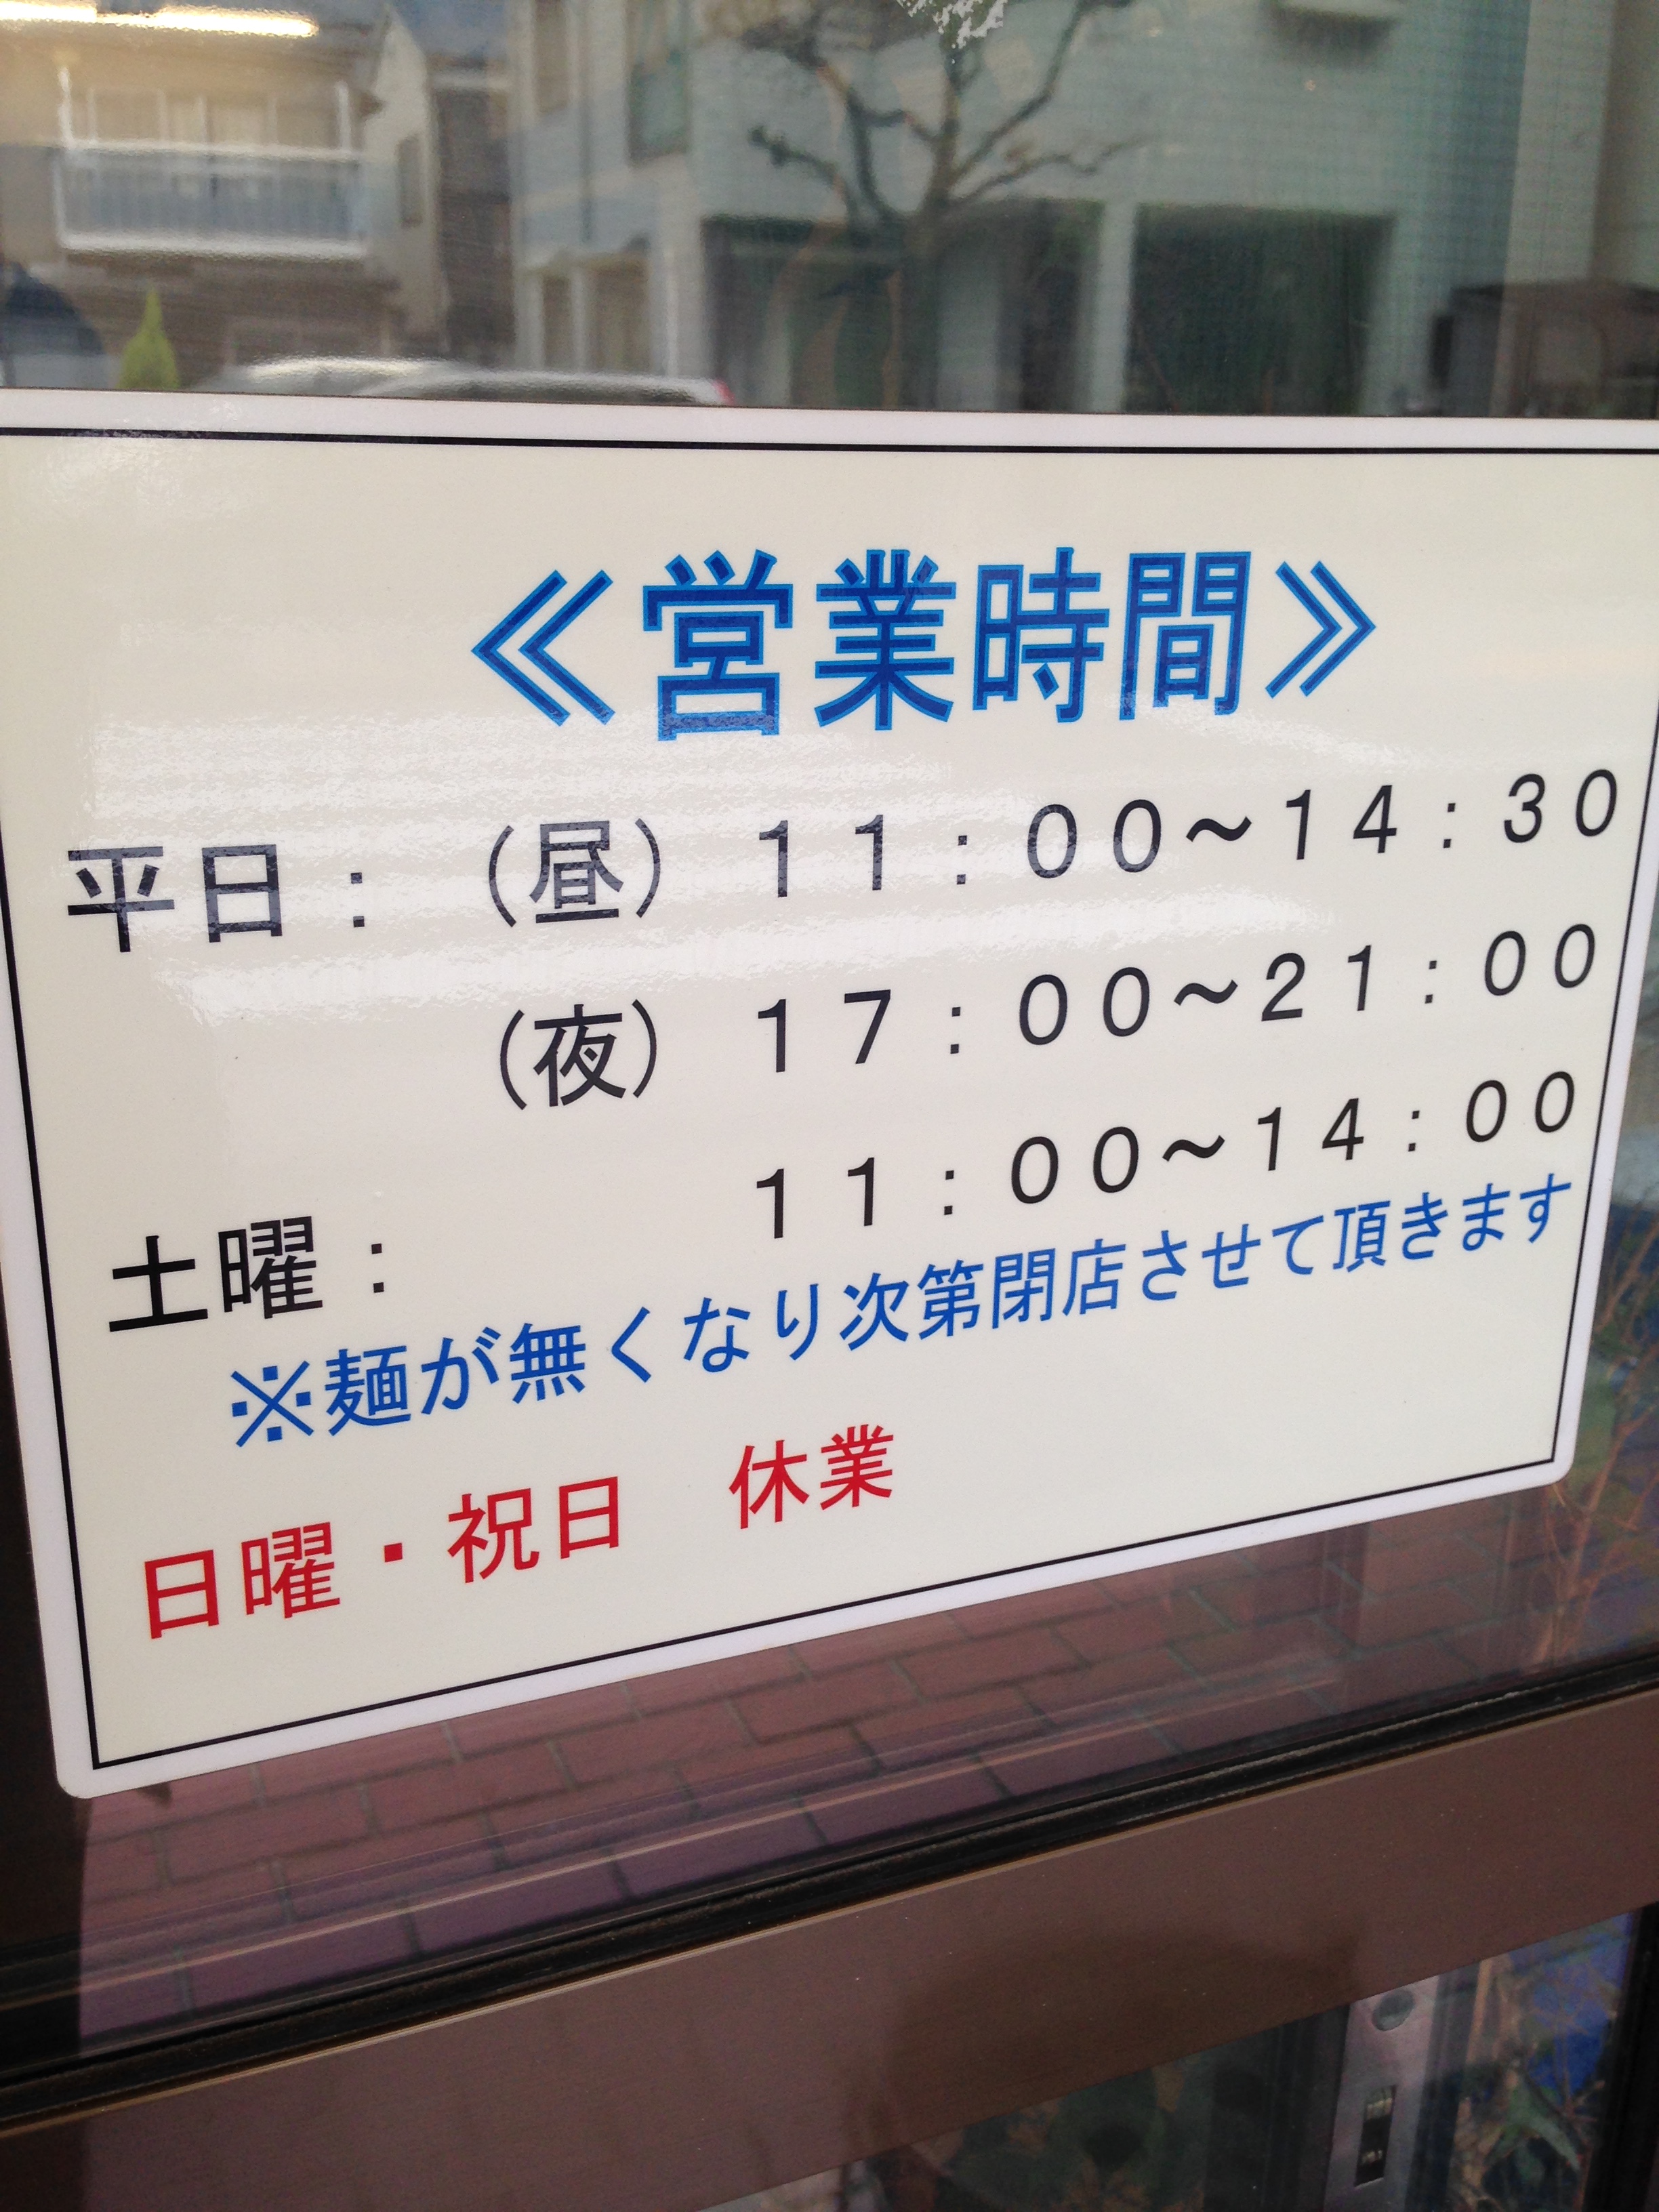 ≪営業時間≫
平日：（昼）１１：００～１４：３０
（夜）１７：００～２１：００
土曜：１１：００～１４：００
※麺が無くなり次第閉店させて頂きます
日曜・祝日　休業